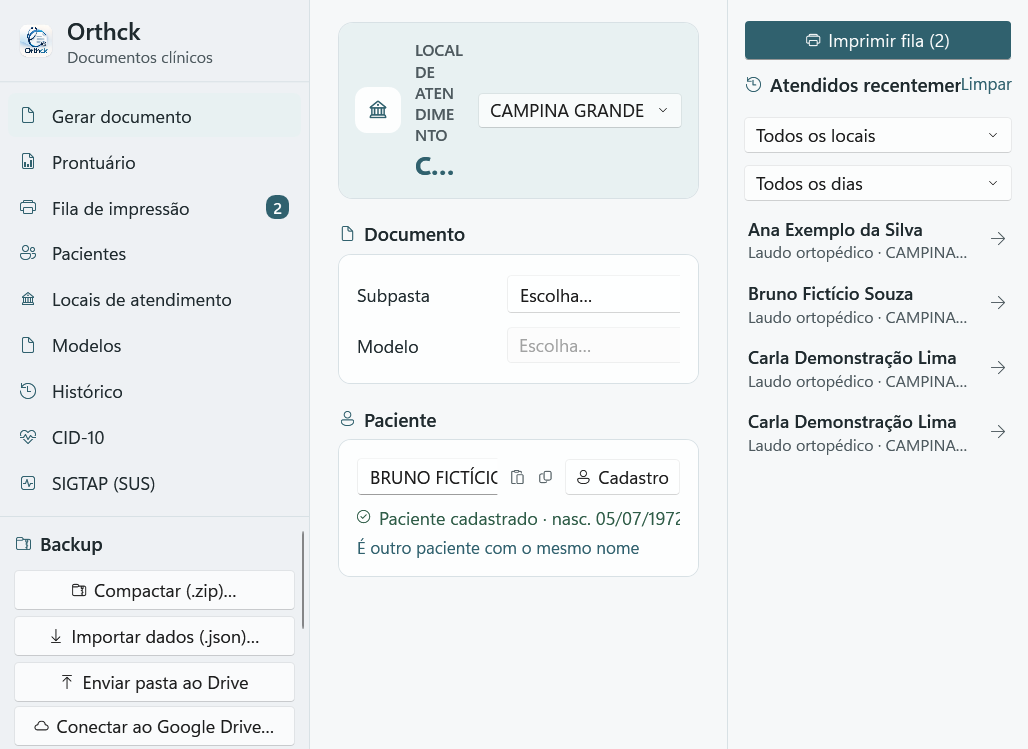 Orthck
Documentos clínicos
Gerar documento
Prontuário
Fila de impressão
2
Pacientes
Locais de atendimento
Modelos
Histórico
CID-10
SIGTAP (SUS)
Backup
Compactar (.zip)...
Importar dados (.json)...
Enviar pasta ao Drive
Conectar ao Google Drive...
LOCAL
DE
ATEN
DIME
NTO
C...
CAMPINA GRANDE
Documento
Subpasta
Escolha...
Modelo
Escolha...
Paciente
BRUNO FICTÍCIO
Cadastro
Paciente cadastrado · nasc. 05/07/1972
É outro paciente com o mesmo nome
Imprimir fila (2)
Atendidos recentemen
Limpar
Todos os locais
Todos os dias
Ana Exemplo da Silva
Laudo ortopédico · CAMPINA...
Bruno Fictício Souza
Laudo ortopédico · CAMPINA...
Carla Demonstração Lima
Laudo ortopédico · CAMPINA...
Carla Demonstração Lima
Laudo ortopédico · CAMPINA...